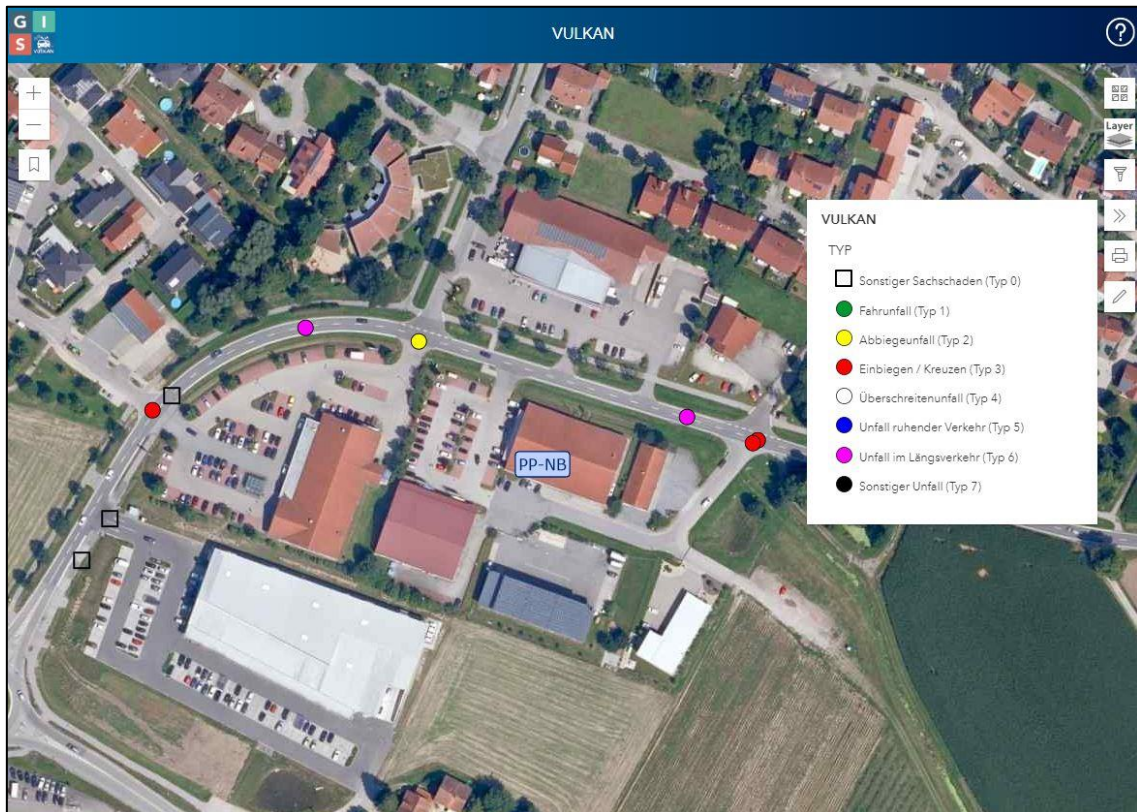 G I
S
VULKAN
Layer
VULKAN
TYP
Sonstiger Sachschaden (Typ 0)
Fahrunfall (Typ 1)
Abbiegeunfall (Typ 2)
Einbiegen / Kreuzen (Typ 3)
Überschreitenunfall (Typ 4)
Unfall ruhender Verkehr (Typ 5)
Unfall im Längsverkehr (Typ 6)
Sonstiger Unfall (Typ 7)
PP-NB